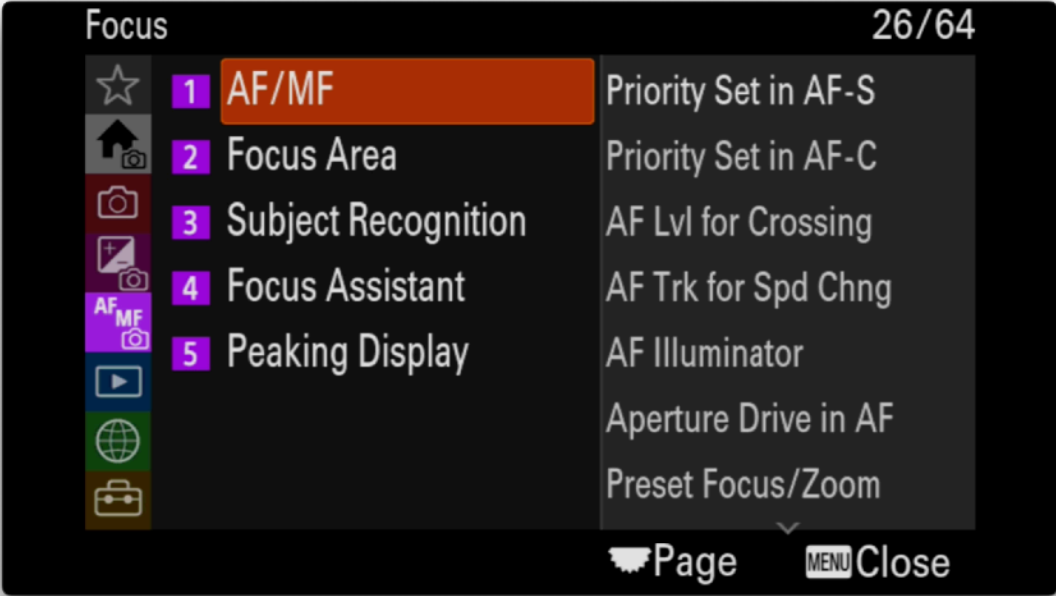 Focus 26/64
1 AF/MF
2 Focus Area
3 Subject Recognition
4 Focus Assistant
5 Peaking Display
AF MF
Priority Set in AF-S
Priority Set in AF-C
AF Lvl for Crossing
AF Trk for Spd Chng
AF Illuminator
Aperture Drive in AF
Preset Focus/Zoom
Page MENU Close